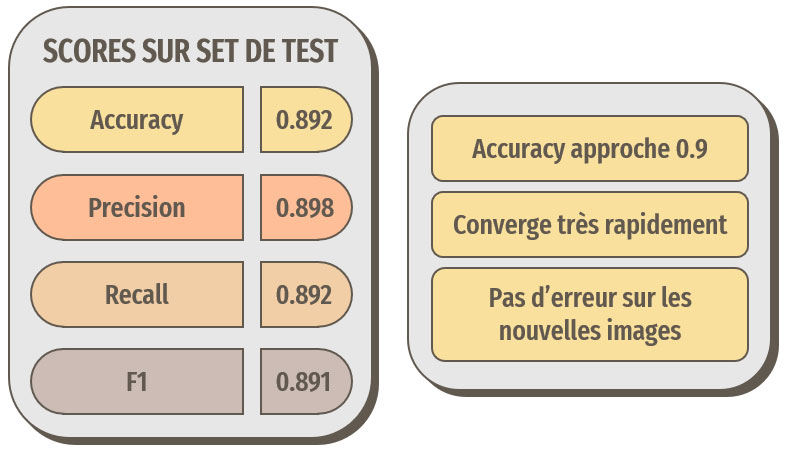 SCORES SUR SET DE TEST
Accuracy 0.892
Precision 0.898
Recall 0.892
F1 0.891
Accuracy approche 0.9
Converge très rapidement
Pas d’erreur sur les
nouvelles images